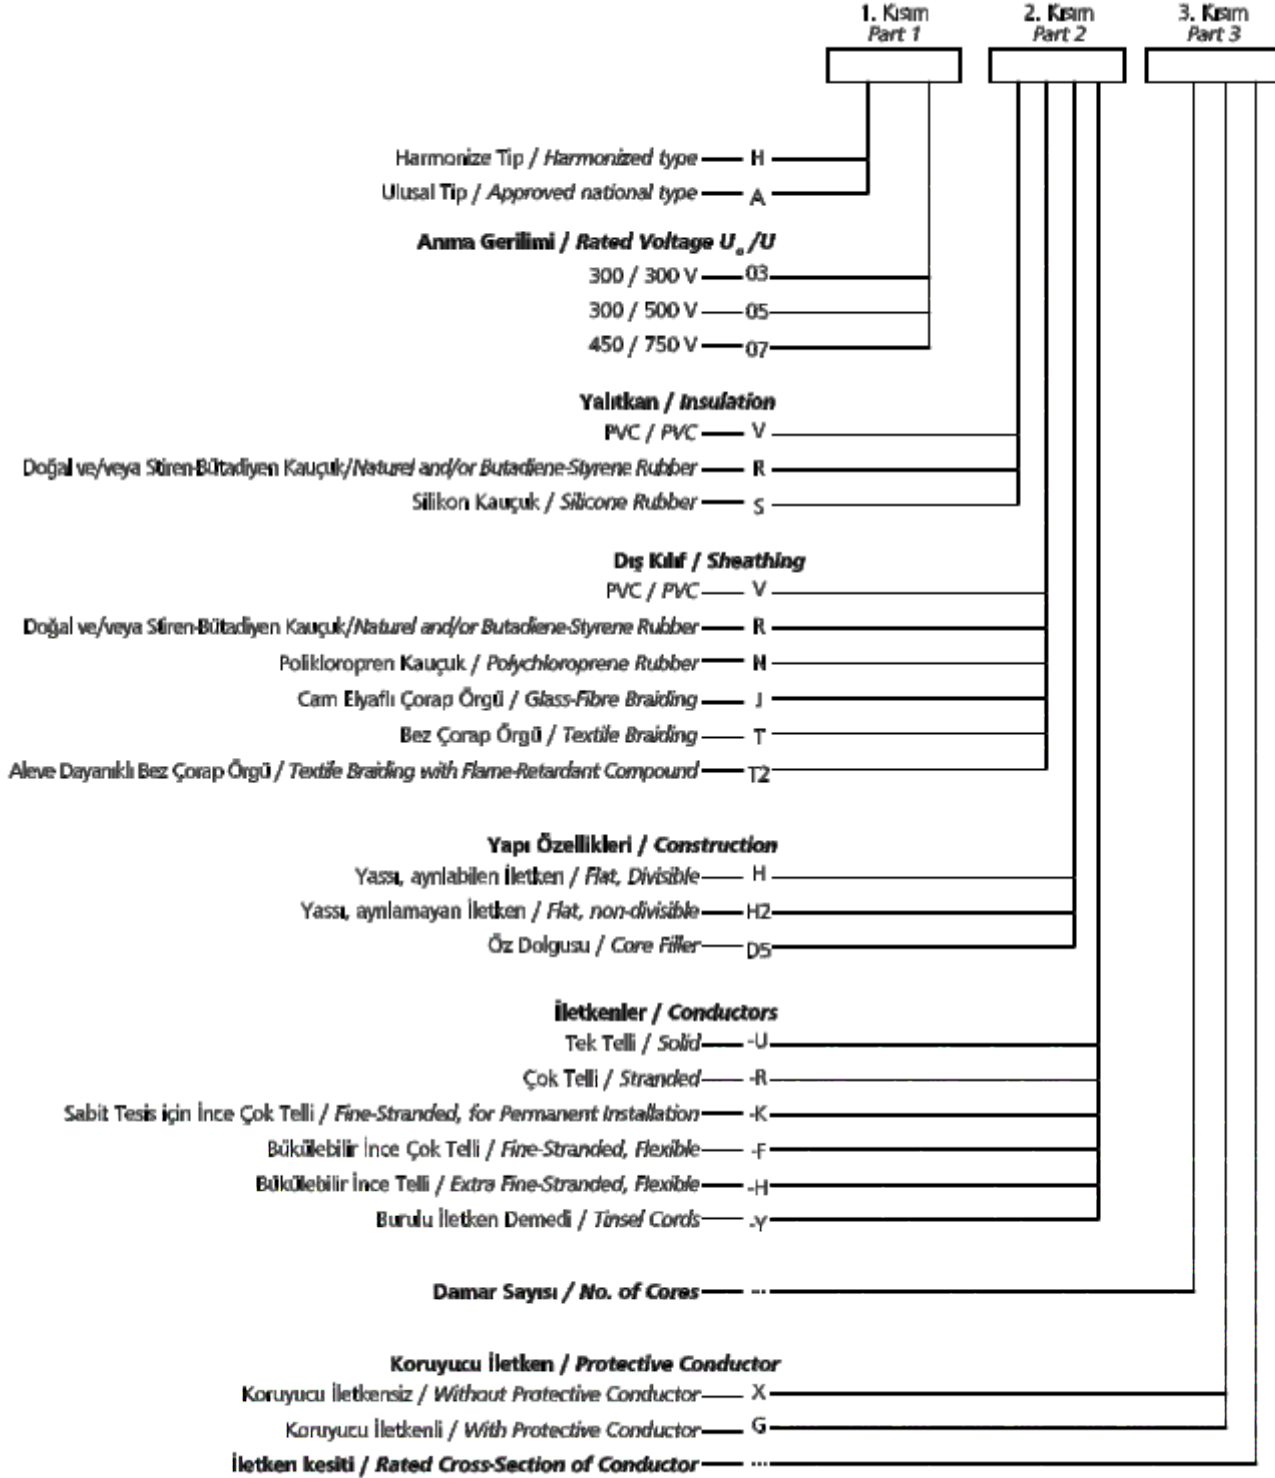 1. Kısım 2. Kısım 3. Kısım
Part 1 Part 2 Part 3
Harmonize Tip / Harmonized type H
Ulusal Tip / Approved national type A
Anma Gerilimi / Rated Voltage U₀/U
300 / 300 V 03
300 / 500 V 05
450 / 750 V 07
Yalıtkan / Insulation
PVC / PVC V
Doğal ve/veya Stiren-Bütadiyen Kauçuk/Naturel and/or Butadiene-Styrene Rubber R
Silikon Kauçuk / Silicone Rubber S
Dış Kılıf / Sheathing
PVC / PVC V
Doğal ve/veya Stiren-Bütadiyen Kauçuk/Naturel and/or Butadiene-Styrene Rubber R
Polikloropren Kauçuk / Polychloroprene Rubber N
Cam Elyaflı Çorap Örgü / Glass-Fibre Braiding J
Bez Çorap Örgü / Textile Braiding T
Aleve Dayanıklı Bez Çorap Örgü / Textile Braiding with Flame-Retardant Compound T2
Yapı Özellikleri / Construction
Yassı, ayrılabilen İletken / Flat, Divisible H
Yassı, ayrılamayan İletken / Flat, non-divisible H2
Öz Dolgusu / Core Filler D5
İletkenler / Conductors
Tek Telli / Solid -U
Çok Telli / Stranded -R
Sabit Tesis için İnce Çok Telli / Fine-Stranded, for Permanent Installation -K
Bükülebilir İnce Çok Telli / Fine-Stranded, Flexible -F
Bükülebilir İnce Telli / Extra Fine-Stranded, Flexible -H
Burulu İletken Demedi / Tinsel Cords -Y
Damar Sayısı / No. of Cores ...
Koruyucu İletken / Protective Conductor
Koruyucu İletkensiz / Without Protective Conductor X
Koruyucu İletkenli / With Protective Conductor G
İletken kesiti / Rated Cross-Section of Conductor ...